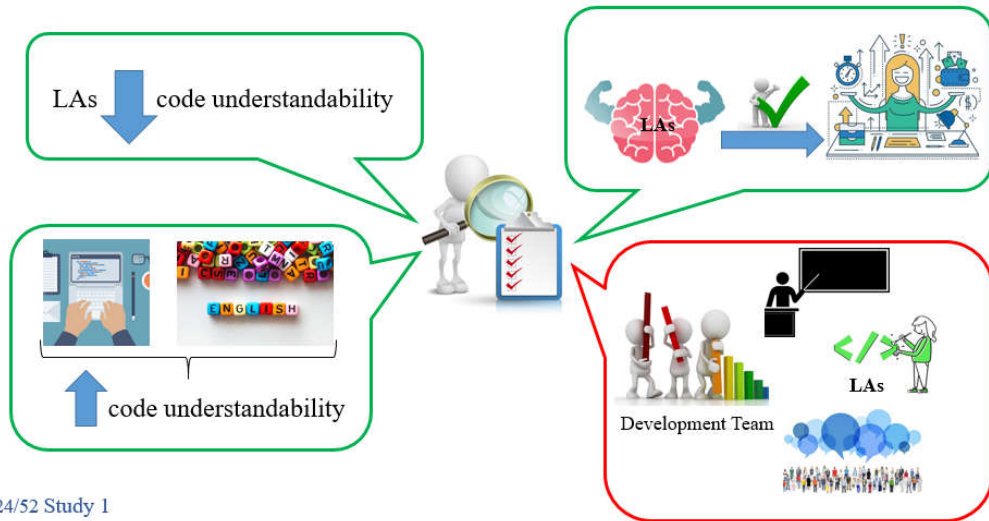 LAs code understandability
LAs
ENGLISH
code understandability
Development Team
</>
LAs
24/52 Study 1